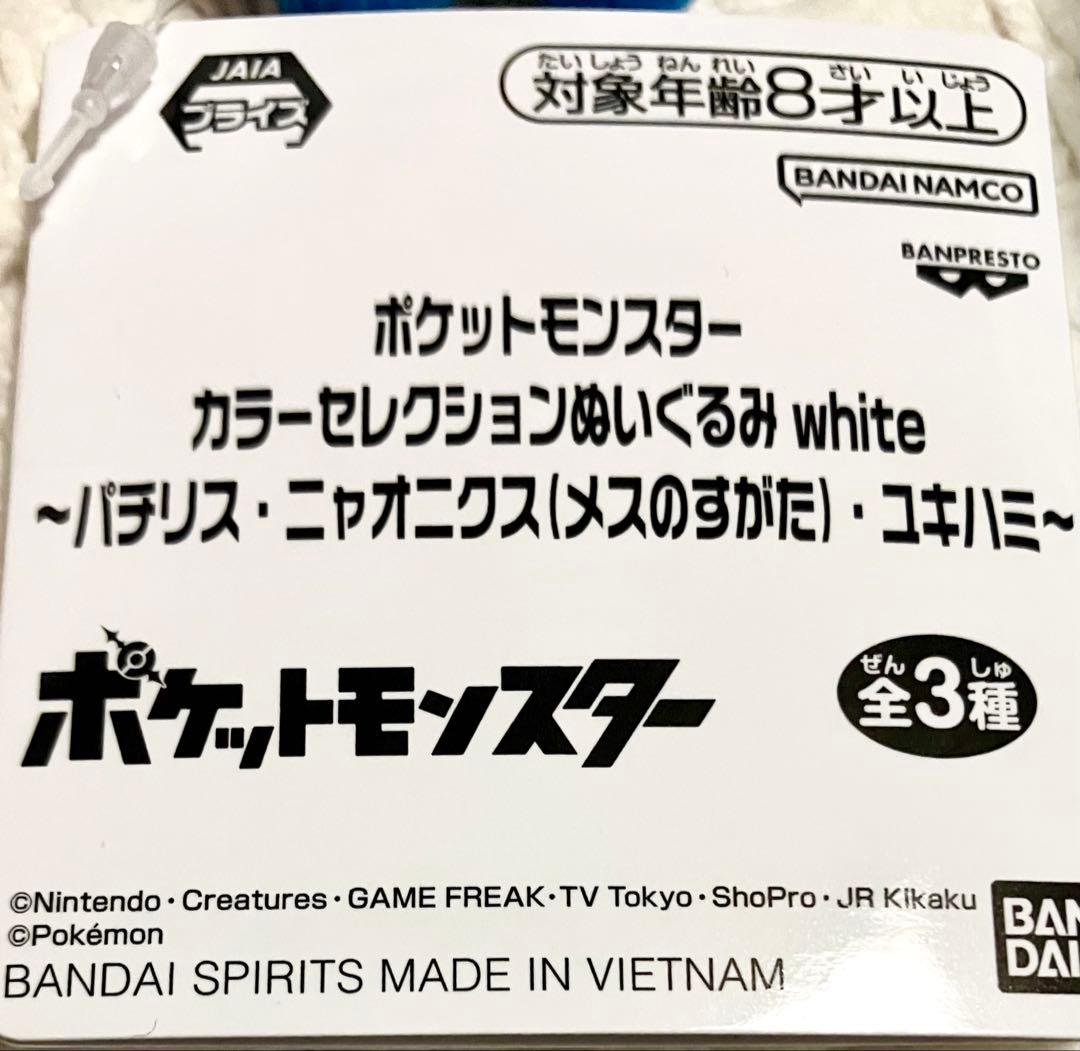 JAIA
プライズ
たいしょうねんれい さいいじょう
対象年齢8才以上
BANDAI NAMCO
BANPRESTO
ポケットモンスター
カラーセレクションぬいぐるみ white
～パチリス・ニャオニクス(メスのすがた)・ユキハミ～
ポケットモンスター
ぜん しゅ
全3種
©Nintendo・Creatures・GAME FREAK・TV Tokyo・ShoPro・JR Kikaku
©Pokémon
BANDAI SPIRITS MADE IN VIETNAM
BAN
DAI